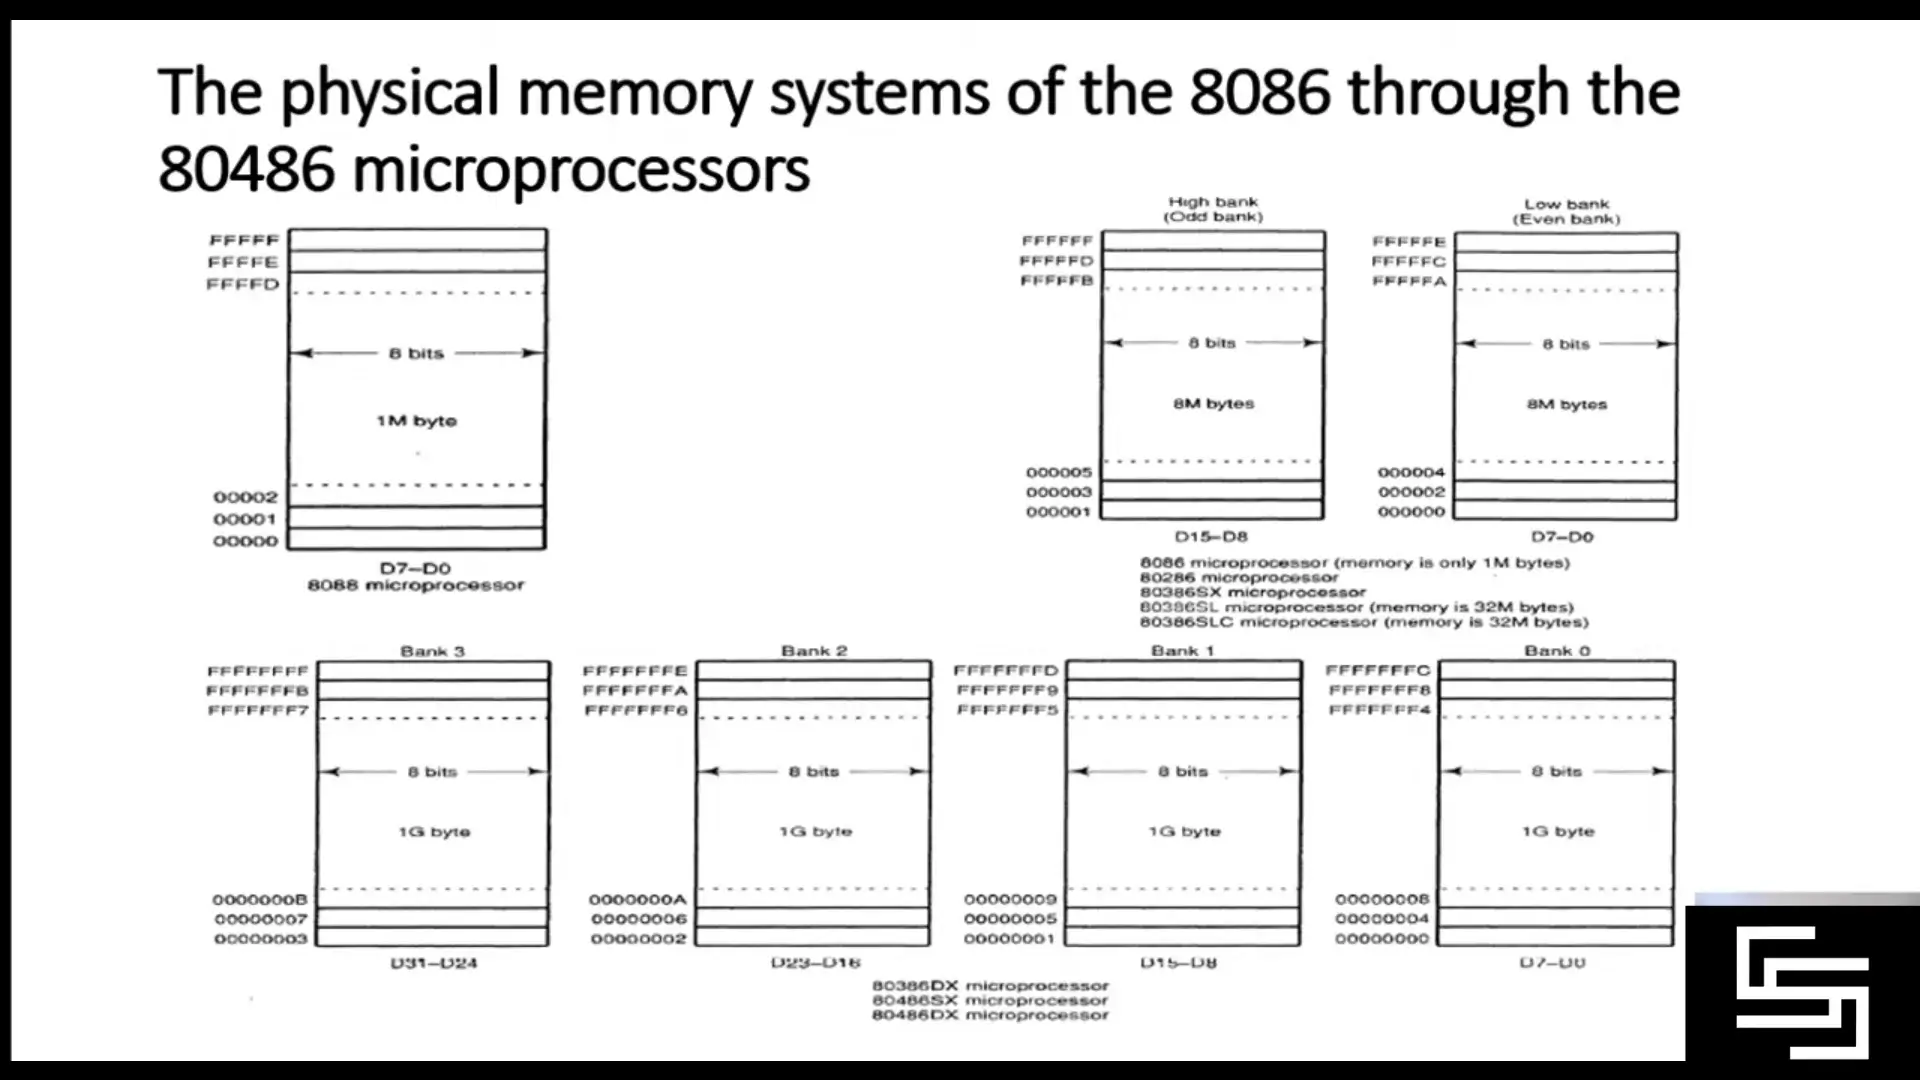 The physical memory systems of the 8086 through the
80486 microprocessors
FFFFF
FFFFE
FFFFD
8 bits
1M byte
00002
00001
00000
D7–D0
8088 microprocessor
High bank
(Odd bank)
FFFFFF
FFFFFD
FFFFFB
8 bits
8M bytes
000005
000003
000001
D15–D8
Low bank
(Even bank)
FFFFFE
FFFFFC
FFFFFA
8 bits
8M bytes
000004
000002
000000
D7–D0
8086 microprocessor (memory is only 1M bytes)
80286 microprocessor
80386SX microprocessor
80386SL microprocessor (memory is 32M bytes)
80386SLC microprocessor (memory is 32M bytes)
Bank 3
FFFFFFFF
FFFFFFFB
FFFFFFF7
8 bits
1G byte
0000000B
00000007
00000003
D31–D24
Bank 2
FFFFFFFE
FFFFFFFA
FFFFFFF6
8 bits
1G byte
0000000A
00000006
00000002
D23–D16
Bank 1
FFFFFFFD
FFFFFFF9
FFFFFFF5
8 bits
1G byte
00000009
00000005
00000001
D15–D8
Bank 0
FFFFFFFC
FFFFFFF8
FFFFFFF4
8 bits
1G byte
00000008
00000004
00000000
D7–D0
80386DX microprocessor
80486SX microprocessor
80486DX microprocessor